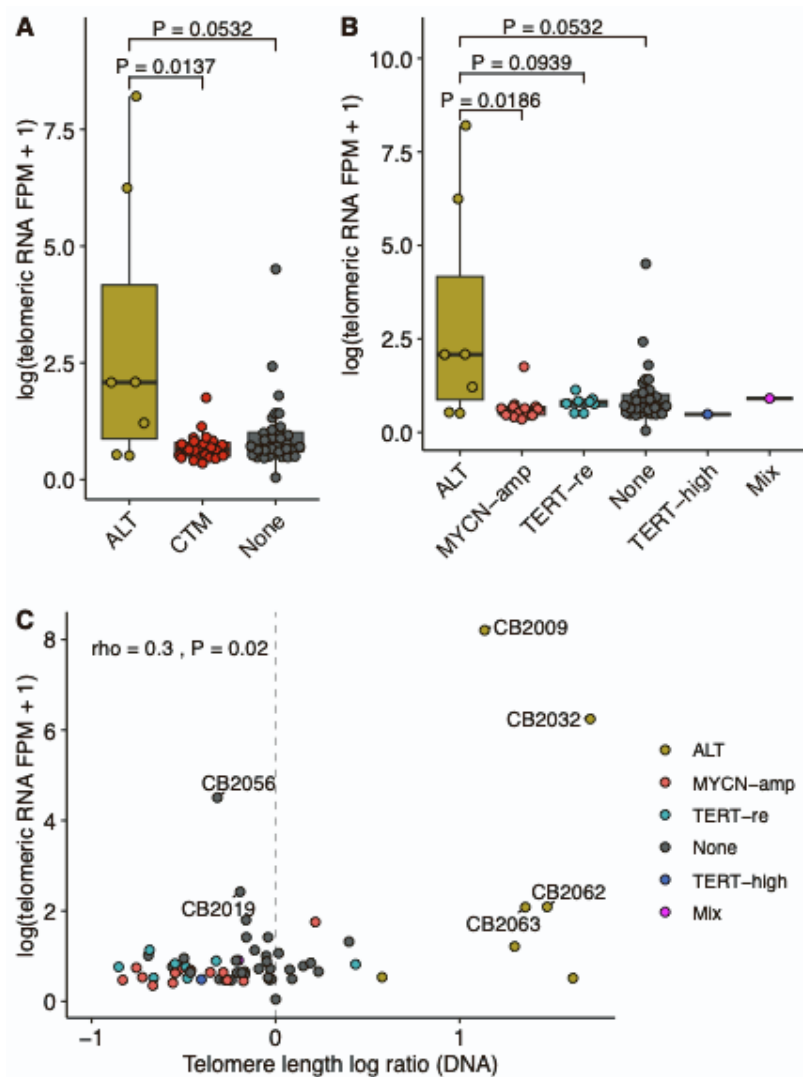 A
P = 0.0532
P = 0.0137
log(telomeric RNA FPM + 1)
7.5
5.0
2.5
0.0
ALT
CTM
None
B
P = 0.0532
P = 0.0939
P = 0.0186
log(telomeric RNA FPM + 1)
10.0
7.5
5.0
2.5
0.0
ALT
MYCN-amp
TERT-re
None
TERT-high
Mix
C
rho = 0.3 , P = 0.02
log(telomeric RNA FPM + 1)
8
6
4
2
0
CB2009
CB2032
CB2056
CB2019
CB2062
CB2063
−1
0
1
Telomere length log ratio (DNA)
ALT
MYCN−amp
TERT−re
None
TERT−high
Mix